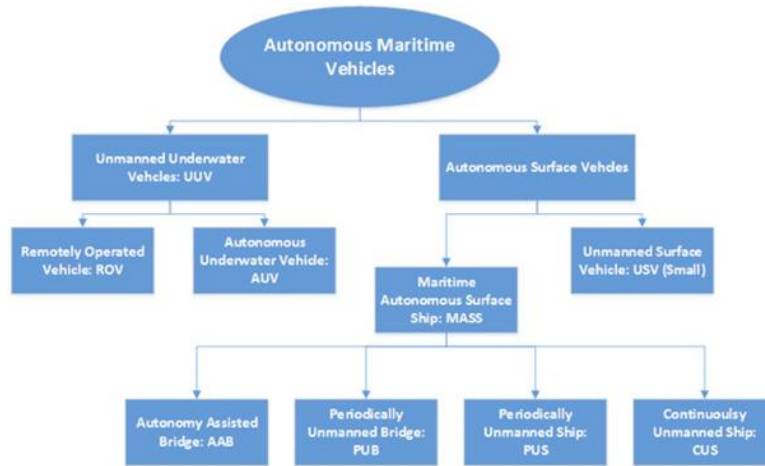 Autonomous Maritime
Vehicles
Unmanned Underwater
Vehcles: UUV
Autonomous Surface Vehcles
Remotely Operated
Vehicle: ROV
Autonomous
Underwater Vehicle:
AUV
Maritime
Autonomous Surface
Ship: MASS
Unmanned Surface
Vehicle: USV (Small)
Autonomy Assisted
Bridge: AAB
Periodically
Unmanned Bridge:
PUB
Periodically
Unmanned Ship:
PUS
Continuoulsy
Unmanned Ship:
CUS